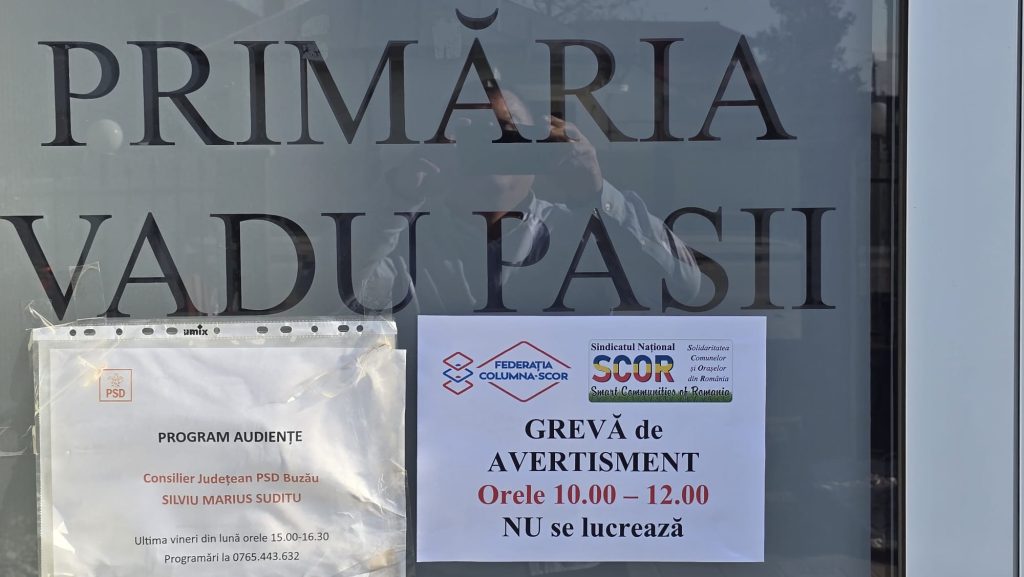 PRIMĂRIA
VADU PASII
umix
PSD
PROGRAM AUDIENȚE
Consilier Județean PSD Buzău
SILVIU MARIUS SUDITU
Ultima vineri din lună orele 15.00-16.30
Programări la 0765.443.632
FEDERAȚIA
COLUMNA-SCOR
Sindicatul Național
SCOR
Smart Communities of Romania
Solidaritatea
Comunelor
și Orașelor
din România
GREVĂ de
AVERTISMENT
Orele 10.00 – 12.00
NU se lucrează